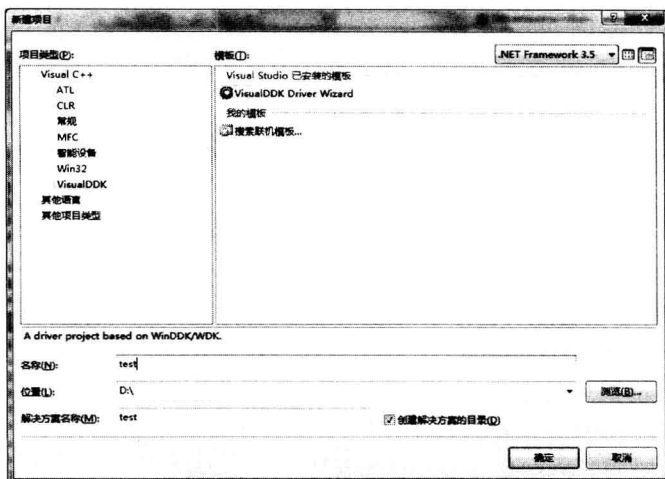 新建项目
项目类型(P):
模板(T):
.NET Framework 3.5
Visual C++
ATL
CLR
常规
MFC
智能设备
Win32
VisualDDK
其他语言
其他项目类型
Visual Studio 已安装的模板
VisualDDK Driver Wizard
我的模板
搜索联机模板...
A driver project based on WinDDK/WDK.
名称(N):
test
位置(L):
D:\
浏览(B)...
解决方案名称(M):
test
创建解决方案的目录(D)
确定
取消